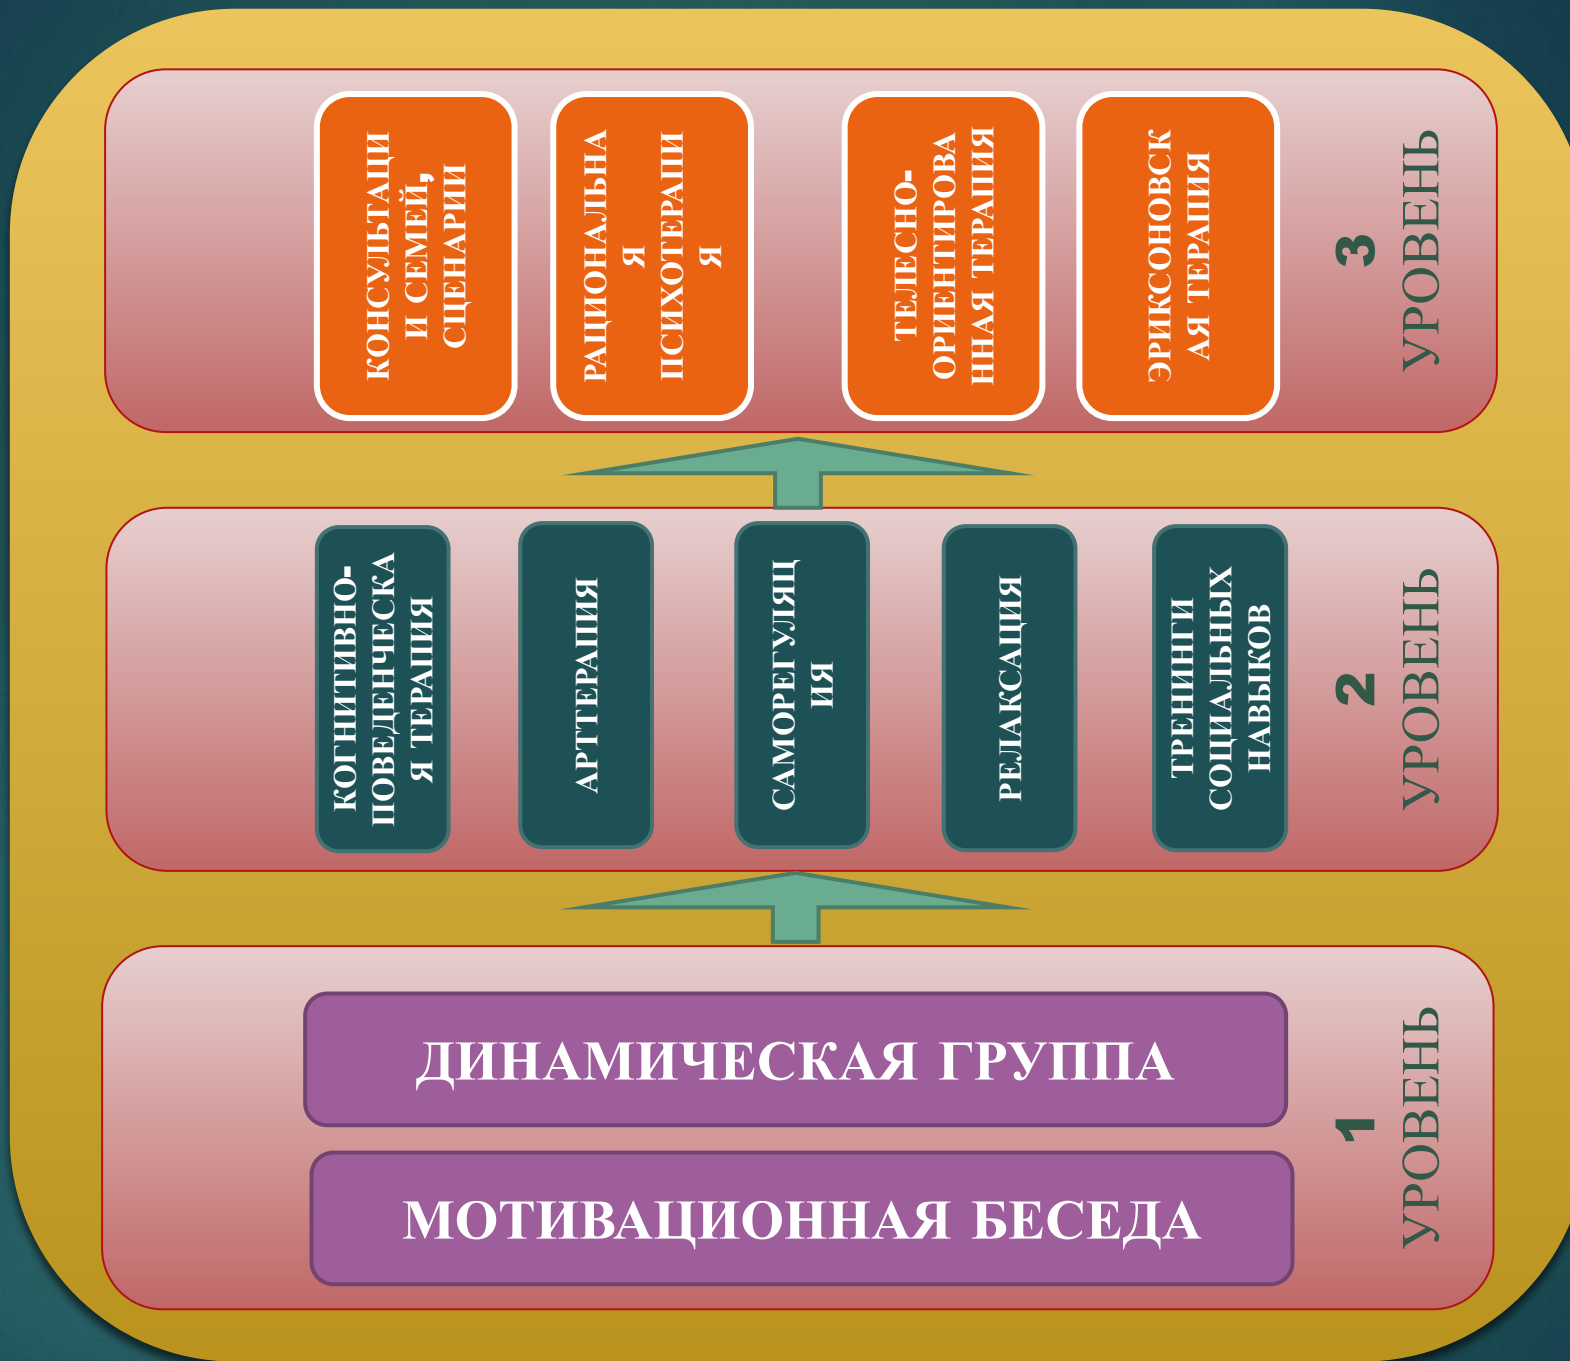 КОНСУЛЬТАЦИ
И СЕМЕЙ,
СЦЕНАРИИ
РАЦИОНАЛЬНА
Я
ПСИХОТЕРАПИ
Я
ТЕЛЕСНО-
ОРИЕНТИРОВА
ННАЯ ТЕРАПИЯ
ЭРИКСОНОВСК
АЯ ТЕРАПИЯ
3
УРОВЕНЬ
КОГНИТИВНО-
ПОВЕДЕНЧЕСКА
Я ТЕРАПИЯ
АРТТЕРАПИЯ
САМОРЕГУЛЯЦ
ИЯ
РЕЛАКСАЦИЯ
ТРЕНИНГИ
СОЦИАЛЬНЫХ
НАВЫКОВ
2
УРОВЕНЬ
ДИНАМИЧЕСКАЯ ГРУППА
МОТИВАЦИОННАЯ БЕСЕДА
1
УРОВЕНЬ